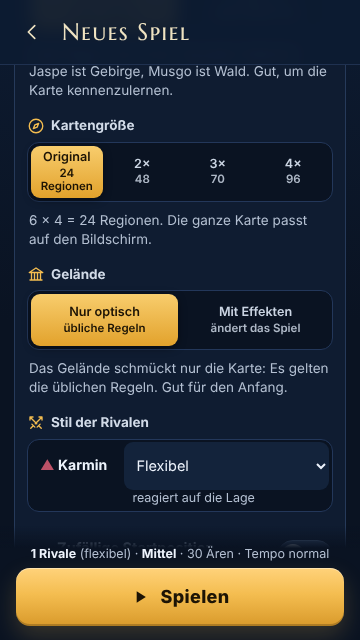 Neues Spiel
Jaspe ist Gebirge, Musgo ist Wald. Gut, um die
Karte kennenzulernen.
Kartengröße
Original 2× 3× 4×
24 48 70 96
Regionen
6 × 4 = 24 Regionen. Die ganze Karte passt
auf den Bildschirm.
Gelände
Nur optisch Mit Effekten
übliche Regeln ändert das Spiel
Das Gelände schmückt nur die Karte: Es gelten
die üblichen Regeln. Gut für den Anfang.
Stil der Rivalen
Karmin Flexibel
reagiert auf die Lage
1 Rivale (flexibel) · Mittel · 30 Ären · Tempo normal
Spielen